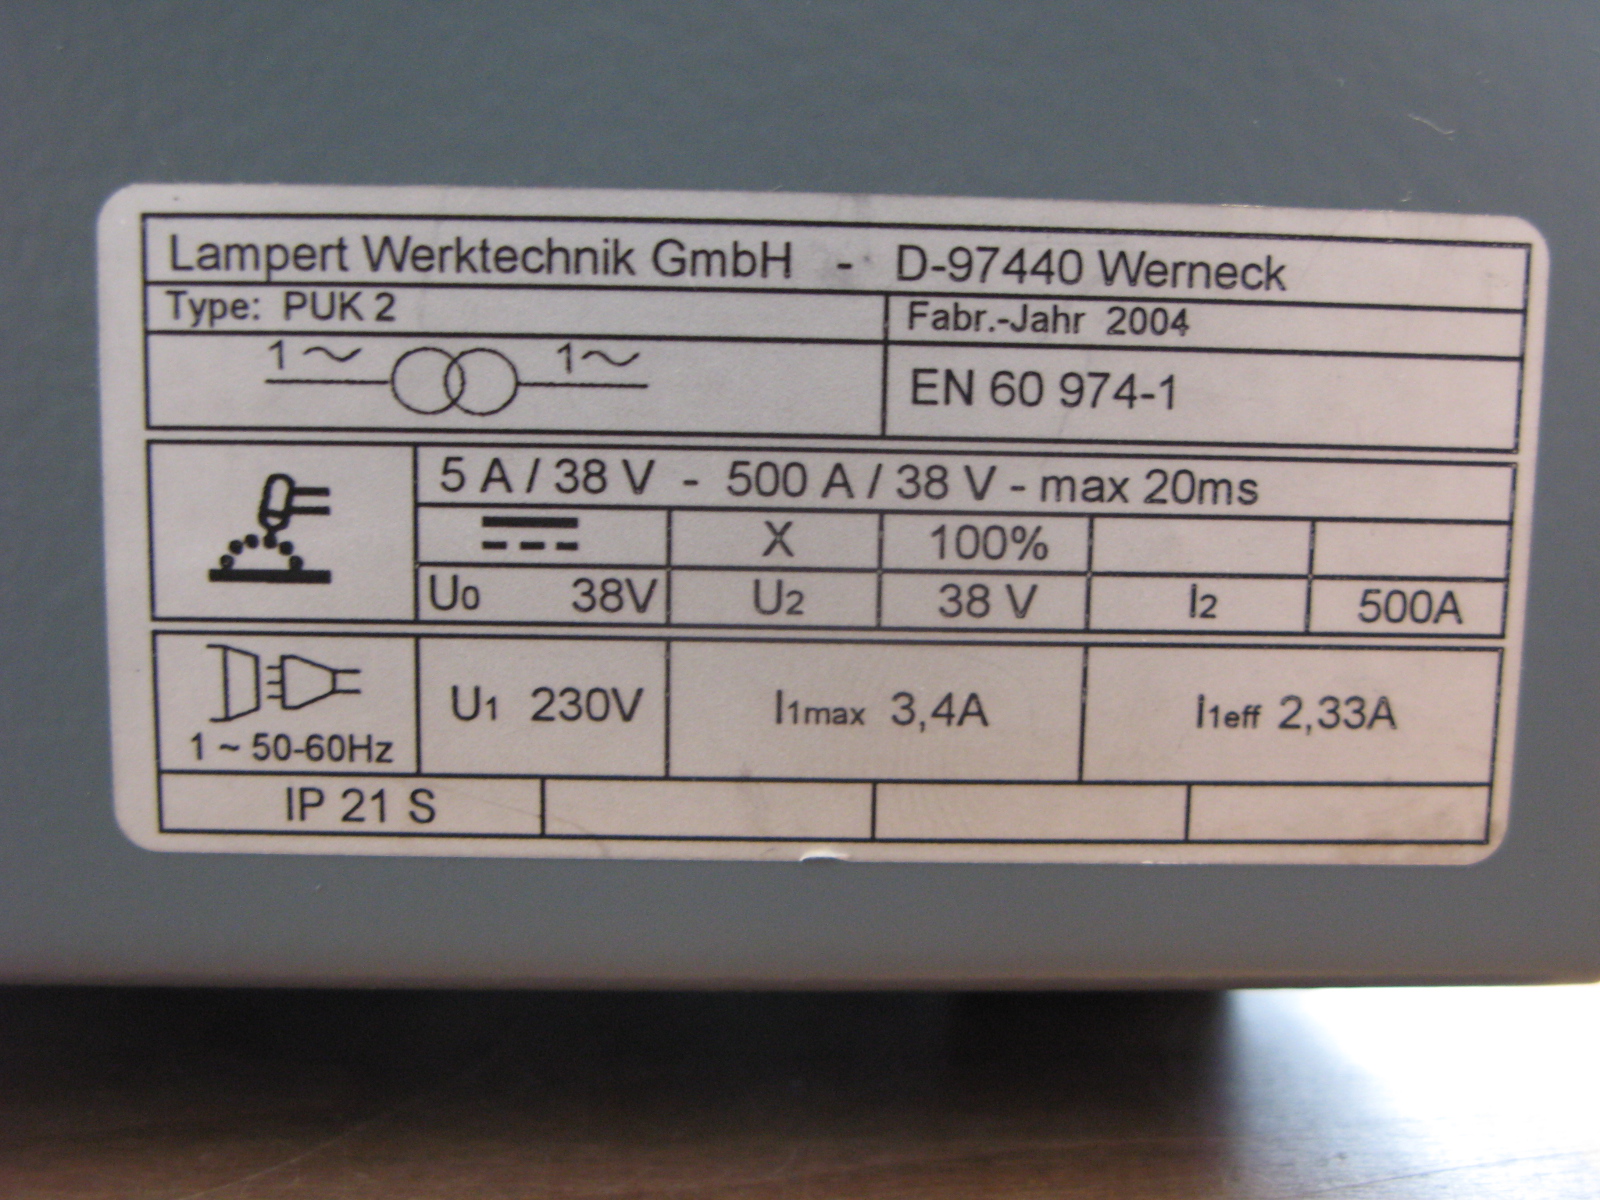 Lampert Werktechnik GmbH - D-97440 Werneck
Type: PUK 2 Fabr.-Jahr 2004
1~ 1~ EN 60 974-1
5 A / 38 V - 500 A / 38 V - max 20ms
X 100%
U0 38V U2 38 V I2 500A
U1 230V I1max 3,4A I1eff 2,33A
1 ~ 50-60Hz
IP 21 S